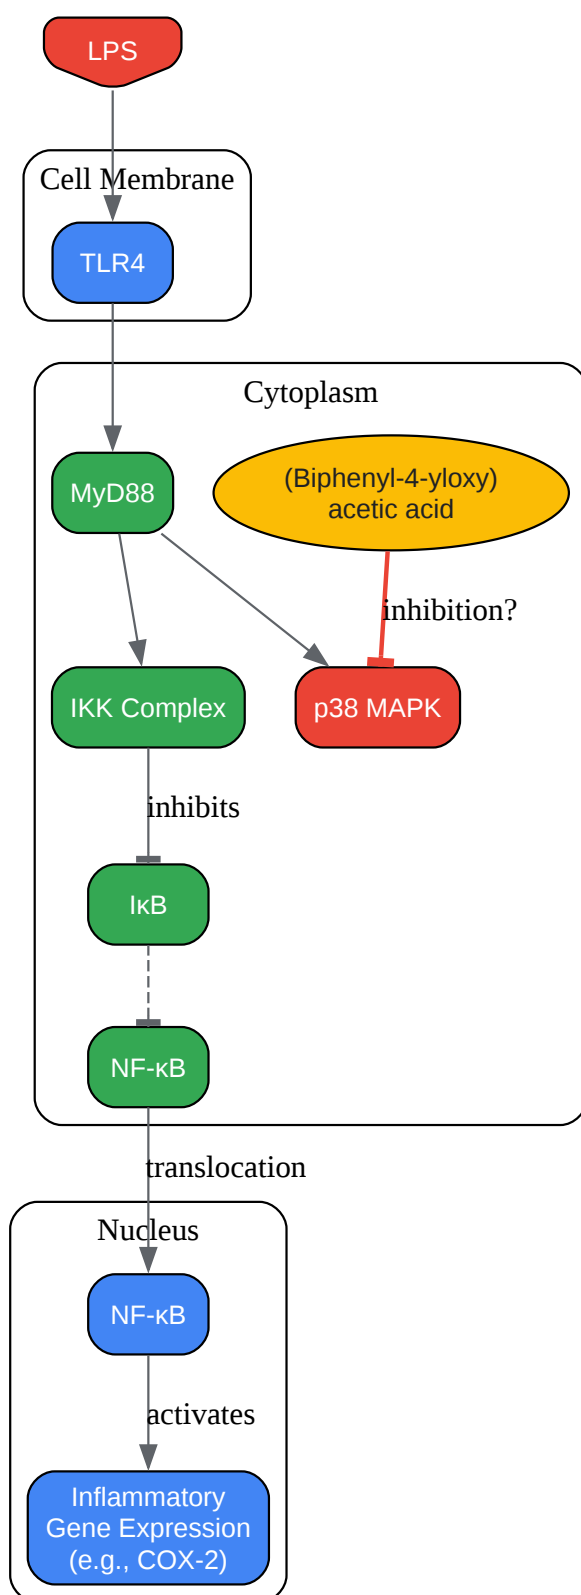 LPS
Cell Membrane
TLR4
Cytoplasm
MyD88
(Biphenyl-4-yloxy)
acetic acid
inhibition?
IKK Complex
p38 MAPK
inhibits
IκB
NF-κB
translocation
Nucleus
NF-κB
activates
Inflammatory
Gene Expression
(e.g., COX-2)